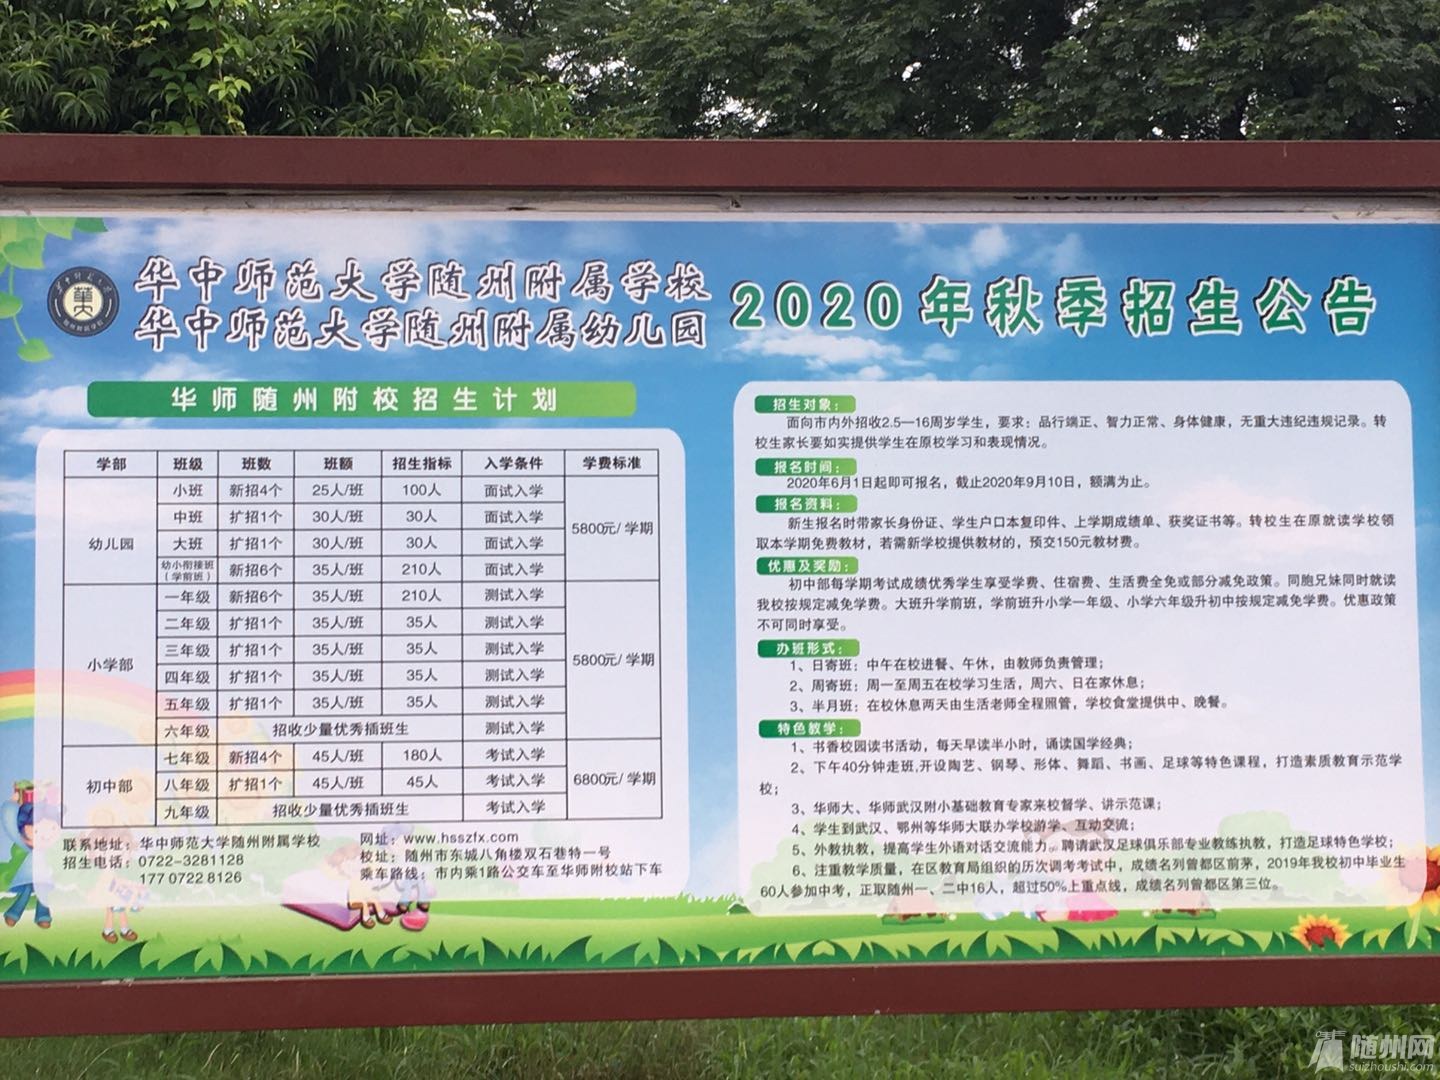 华中师范大学随州附属学校
华中师范大学随州附属幼儿园
2020年秋季招生公告
华师随州附校招生计划
学部 班级 班数 班额 招生指标 入学条件 学费标准
幼儿园 小班 新招4个 25人/班 100人 面试入学 5800元/学期
中班 扩招1个 30人/班 30人 面试入学
大班 扩招1个 30人/班 30人 面试入学
幼小衔接班(学前班) 新招6个 35人/班 210人 面试入学
小学部 一年级 新招6个 35人/班 210人 测试入学 5800元/学期
二年级 扩招1个 35人/班 35人 测试入学
三年级 扩招1个 35人/班 35人 测试入学
四年级 扩招1个 35人/班 35人 测试入学
五年级 扩招1个 35人/班 35人 测试入学
六年级 招收少量优秀插班生 测试入学
初中部 七年级 新招4个 45人/班 180人 考试入学 6800元/学期
八年级 扩招1个 45人/班 45人 考试入学
九年级 招收少量优秀插班生 考试入学
联系地址：华中师范大学随州附属学校
招生电话：0722-3281128
177 0722 8126
网址：www.hsszfx.com
校址：随州市东城八角楼双石巷特一号
乘车路线：市内乘1路公交车至华师附校站下车
招生对象：
面向市内外招收2.5—16周岁学生，要求：品行端正、智力正常、身体健康，无重大违纪违规记录。转
校生家长要如实提供学生在原校学习和表现情况。
报名时间：
2020年6月1日起即可报名，截止2020年9月10日，额满为止。
报名资料：
新生报名时带家长身份证、学生户口本复印件、上学期成绩单、获奖证书等。转校生在原就读学校领
取本学期免费教材，若需新学校提供教材的，预交150元教材费。
优惠及奖励：
初中部每学期考试成绩优秀学生享受学费、住宿费、生活费全免或部分减免政策。同胞兄妹同时就读
我校按规定减免学费。大班升学前班，学前班升小学一年级、小学六年级升初中按规定减免学费。优惠政策
不可同时享受。
办班形式：
1、日寄班：中午在校进餐、午休，由教师负责管理；
2、周寄班：周一至周五在校学习生活，周六、日在家休息；
3、半月班：在校休息两天由生活老师全程照管，学校食堂提供中、晚餐。
特色教学：
1、书香校园读书活动，每天早读半小时，诵读国学经典；
2、下午40分钟走班,开设陶艺、钢琴、形体、舞蹈、书画、足球等特色课程，打造素质教育示范学
校；
3、华师大、华师武汉附小基础教育专家来校督学、讲示范课；
4、学生到武汉、鄂州等华师大联办学校游学、互动交流；
5、外教执教，提高学生外语对话交流能力。聘请武汉足球俱乐部专业教练执教，打造足球特色学校；
6、注重教学质量，在区教育局组织的历次调考考试中，成绩名列曾都区前茅，2019年我校初中毕业生
60人参加中考，正取随州一、二中16人，超过50%上重点线，成绩名列曾都区第三位。
随州网
suizhoushi.com